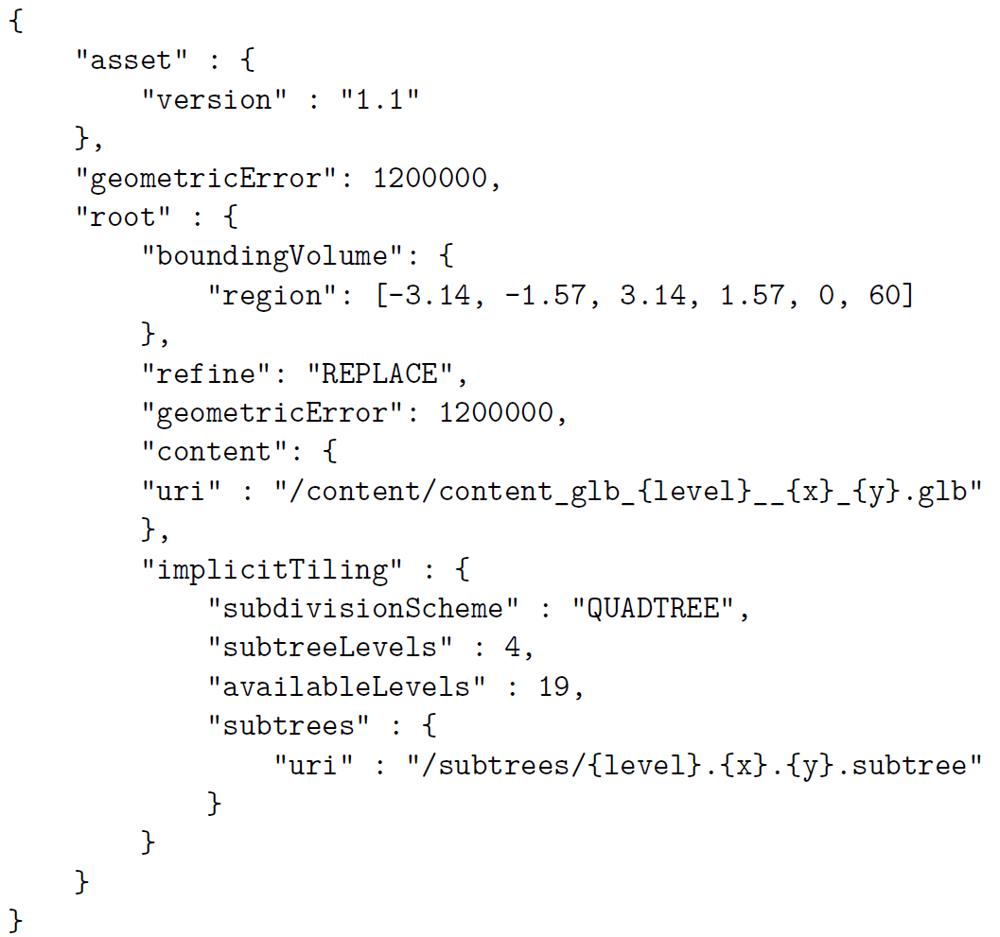 {
    "asset" : {
        "version" : "1.1"
    },
    "geometricError": 1200000,
    "root" : {
        "boundingVolume": {
            "region": [-3.14, -1.57, 3.14, 1.57, 0, 60]
        },
        "refine": "REPLACE",
        "geometricError": 1200000,
        "content": {
        "uri" : "/content/content_glb_{level}__{x}_{y}.glb"
        },
        "implicitTiling" : {
            "subdivisionScheme" : "QUADTREE",
            "subtreeLevels" : 4,
            "availableLevels" : 19,
            "subtrees" : {
                "uri" : "/subtrees/{level}.{x}.{y}.subtree"
            }
        }
    }
}